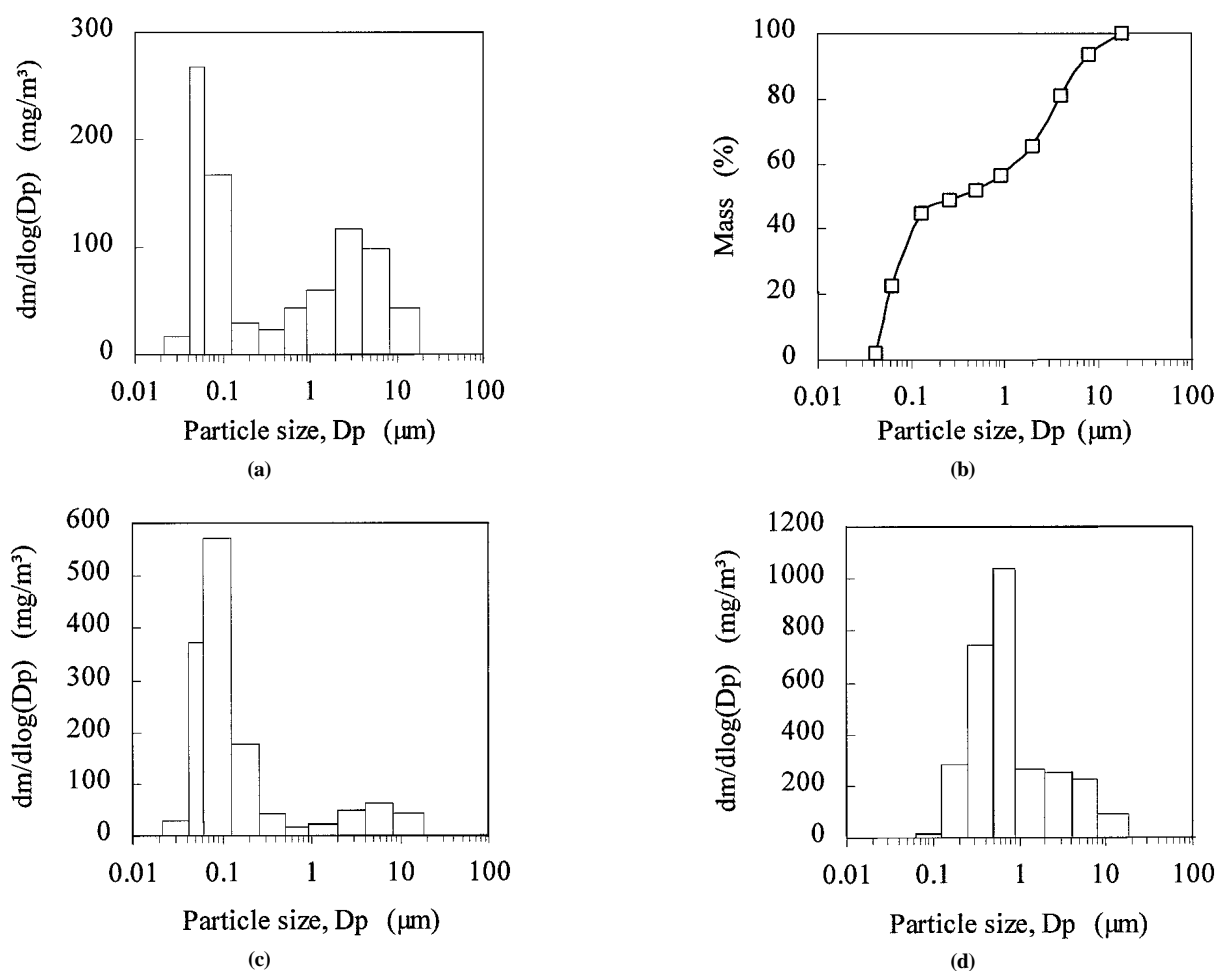 300
200
100
0
dm/dlog(Dp) (mg/m³)
0.01 0.1 1 10 100
Particle size, Dp (µm)
(a)
100
80
60
40
20
0
Mass (%)
0.01 0.1 1 10 100
Particle size, Dp (µm)
(b)
600
500
400
300
200
100
0
dm/dlog(Dp) (mg/m³)
0.01 0.1 1 10 100
Particle size, Dp (µm)
(c)
1200
1000
800
600
400
200
0
dm/dlog(Dp) (mg/m³)
0.01 0.1 1 10 100
Particle size, Dp (µm)
(d)